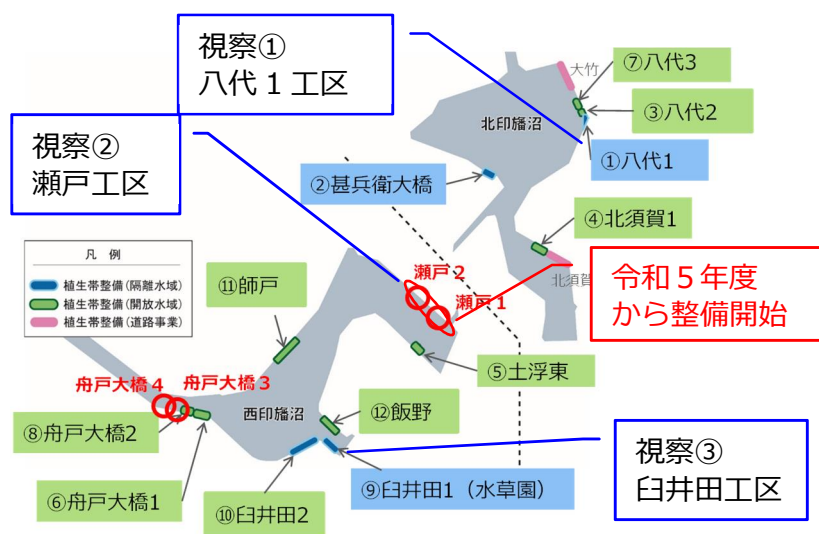 視察①
八代１工区
視察②
瀬戸工区
大竹
⑦八代3
③八代2
①八代1
北印旛沼
②甚兵衛大橋
④北須賀1
北須賀
凡　例
植生帯整備(隔離水域)
植生帯整備(開放水域)
植生帯整備(道路事業)
⑪師戸
瀬戸２
瀬戸１
令和５年度
から整備開始
⑤土浮東
舟戸大橋４
舟戸大橋３
西印旛沼
⑫飯野
⑧舟戸大橋2
⑥舟戸大橋1
⑩臼井田2
⑨臼井田1（水草園）
視察③
臼井田工区